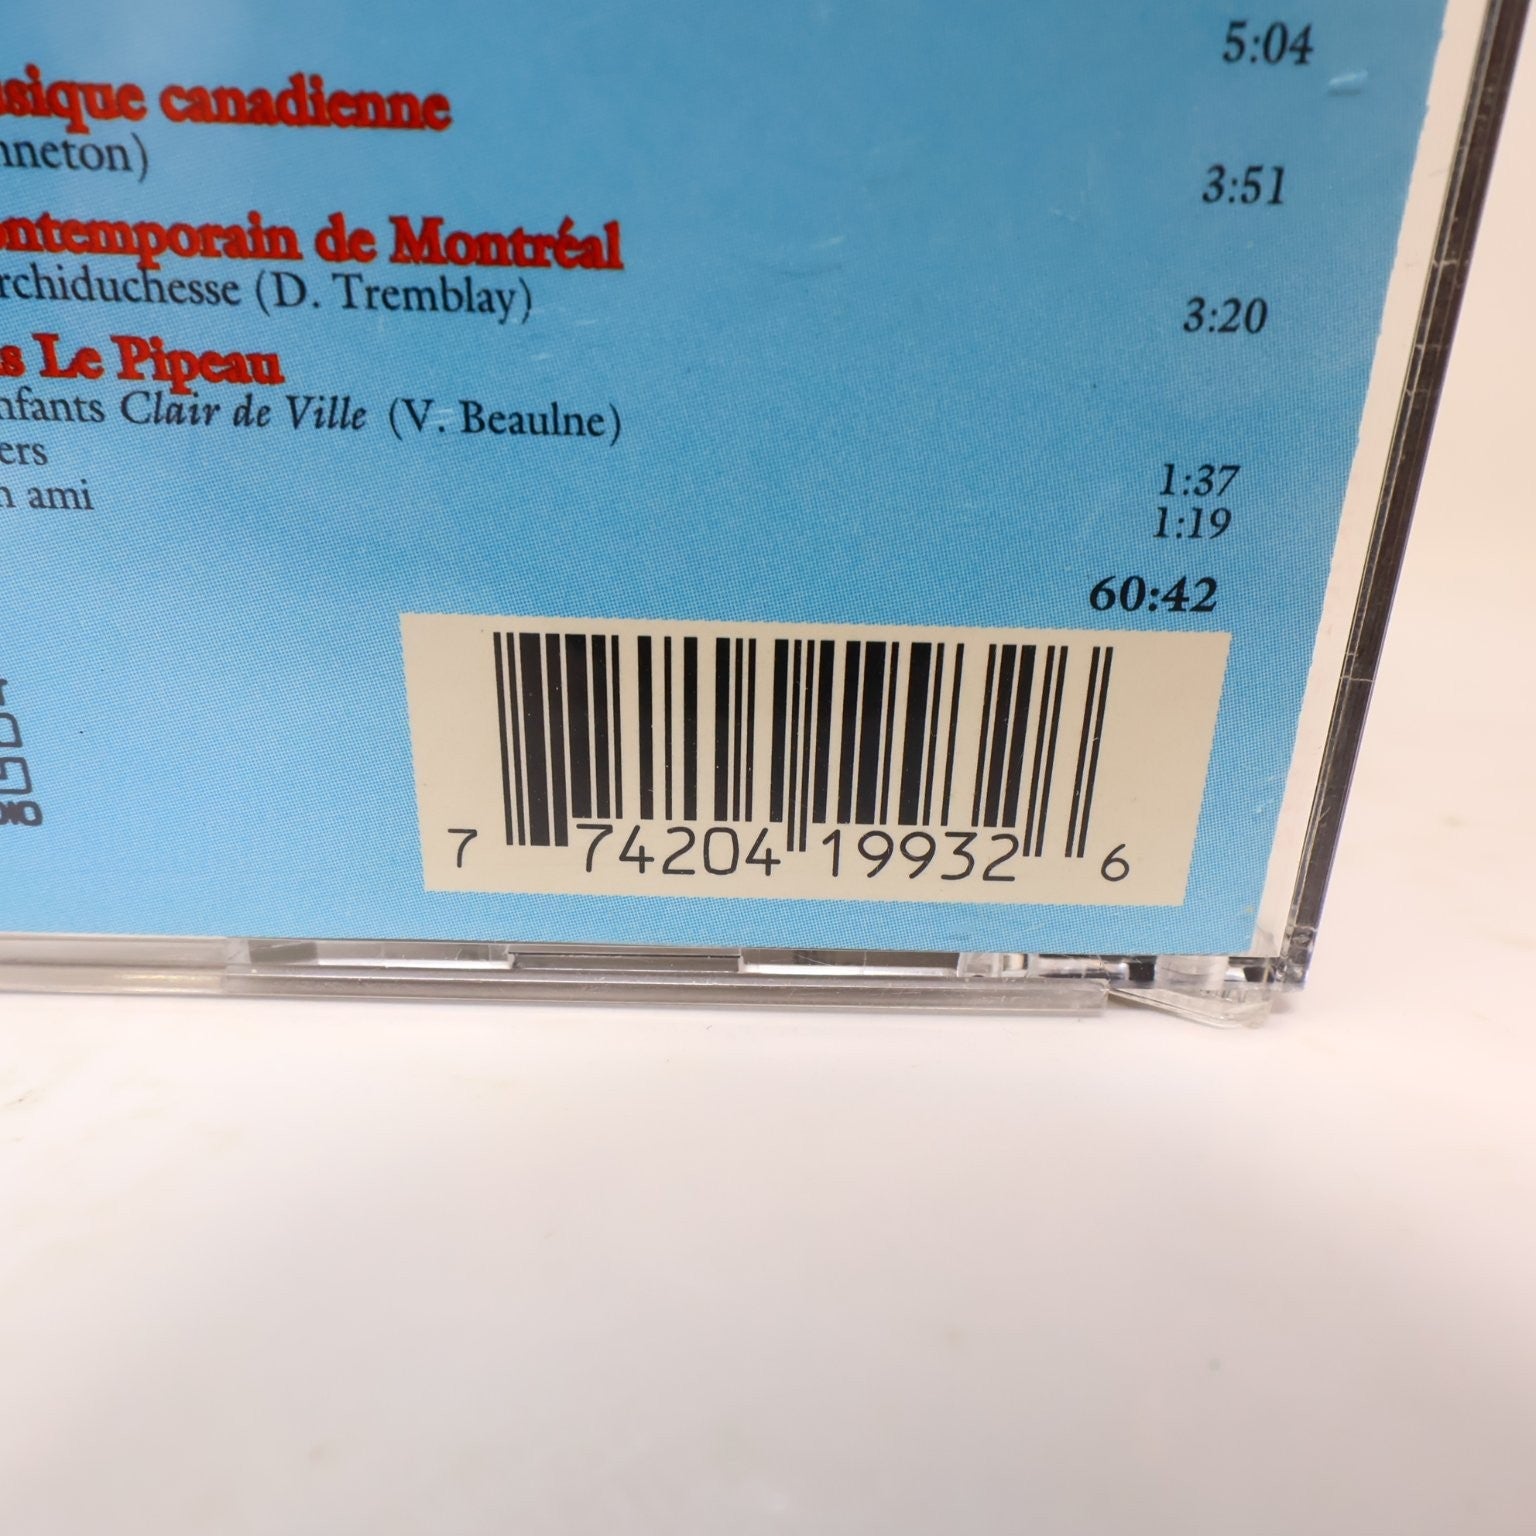 5:04
sique canadienne
nneton)
3:51
ontemporain de Montréal
rchiduchesse (D. Tremblay)
3:20
s Le Pipeau
nfants Clair de Ville (V. Beaulne)
ers
n ami
1:37
1:19
60:42
7 74204 19932 6